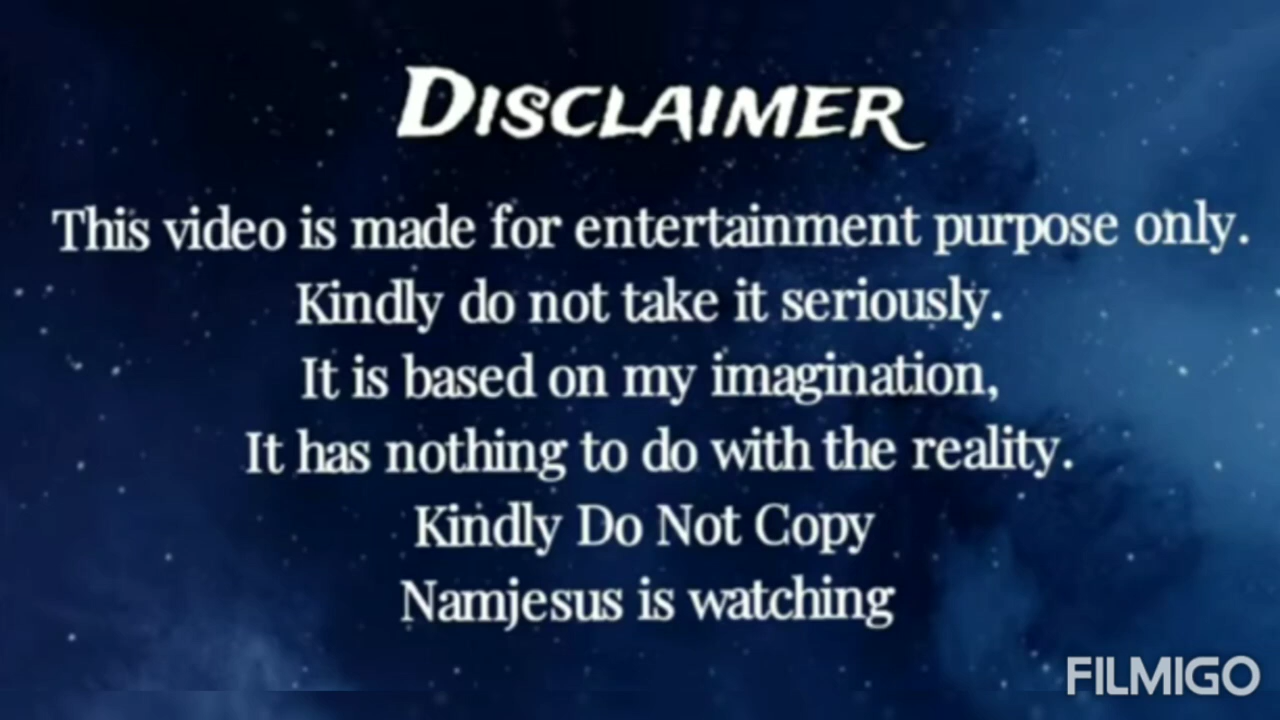 DISCLAIMER
This video is made for entertainment purpose only.
Kindly do not take it seriously.
It is based on my imagination,
It has nothing to do with the reality.
Kindly Do Not Copy
Namjesus is watching
FILMIGO